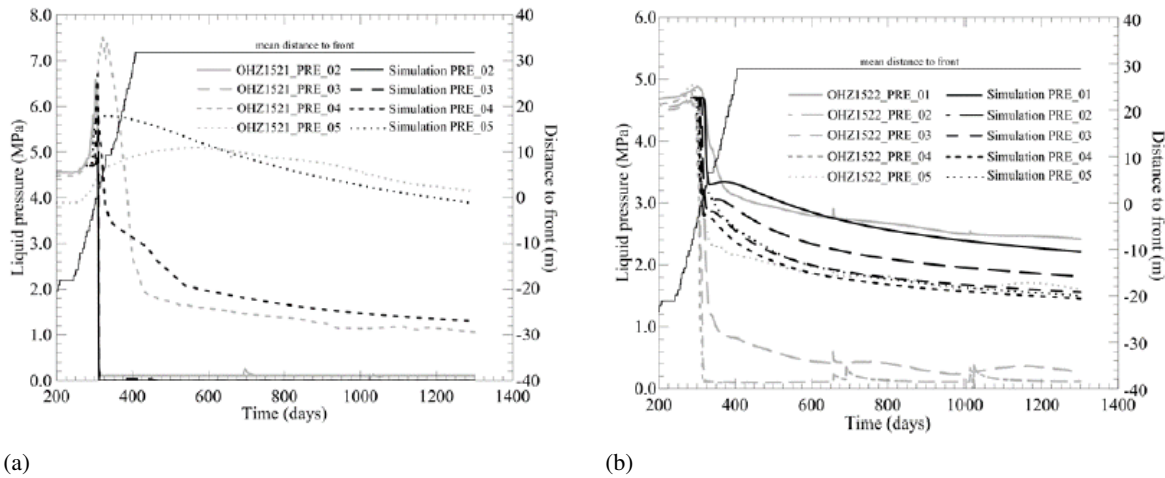 8.0
7.0
6.0
5.0
4.0
3.0
2.0
1.0
0.0
Liquid pressure (MPa)
mean distance to front
OHZ1521_PRE_02
OHZ1521_PRE_03
OHZ1521_PRE_04
OHZ1521_PRE_05
Simulation PRE_02
Simulation PRE_03
Simulation PRE_04
Simulation PRE_05
40
30
20
10
0
-10
-20
-30
-40
Distance to front (m)
200 400 600 800 1000 1200 1400
Time (days)
(a)
6.0
5.0
4.0
3.0
2.0
1.0
0.0
Liquid pressure (MPa)
mean distance to front
OHZ1522_PRE_01
OHZ1522_PRE_02
OHZ1522_PRE_03
OHZ1522_PRE_04
OHZ1522_PRE_05
Simulation PRE_01
Simulation PRE_02
Simulation PRE_03
Simulation PRE_04
Simulation PRE_05
40
30
20
10
0
-10
-20
-30
-40
Distance to front (m)
200 400 600 800 1000 1200 1400
Time (days)
(b)